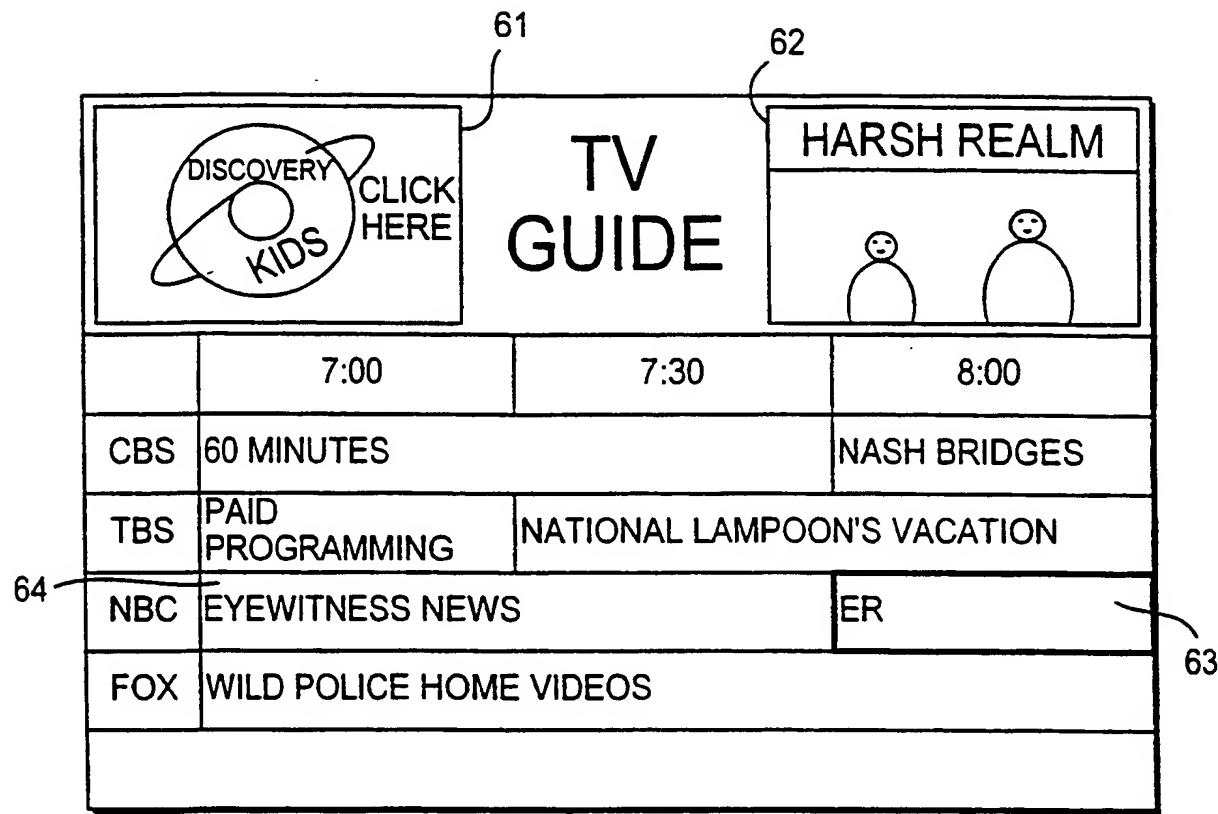 61
62
DISCOVERY
KIDS
CLICK
HERE
TV
GUIDE
HARSH REALM
7:00 7:30 8:00
CBS 60 MINUTES NASH BRIDGES
TBS PAID
PROGRAMMING NATIONAL LAMPOON'S VACATION
64
NBC EYEWITNESS NEWS ER
63
FOX WILD POLICE HOME VIDEOS